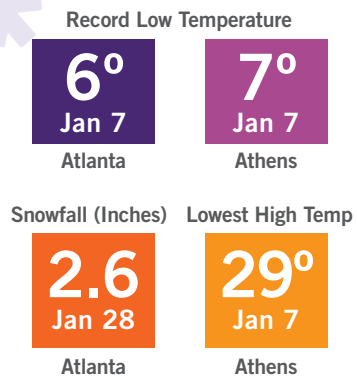 Record Low Temperature
6º 7º
Jan 7 Jan 7
Atlanta Athens
Snowfall (Inches) Lowest High Temp
2.6 29º
Jan 28 Jan 7
Atlanta Athens